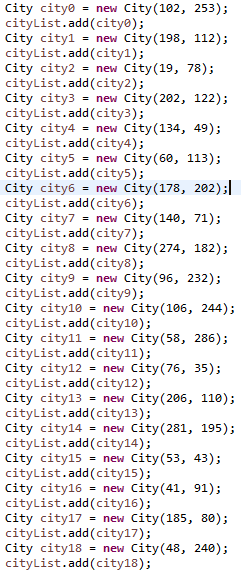 City city0 = new City(102, 253);
cityList.add(city0);
City city1 = new City(198, 112);
cityList.add(city1);
City city2 = new City(19, 78);
cityList.add(city2);
City city3 = new City(202, 122);
cityList.add(city3);
City city4 = new City(134, 49);
cityList.add(city4);
City city5 = new City(60, 113);
cityList.add(city5);
City city6 = new City(178, 202);
cityList.add(city6);
City city7 = new City(140, 71);
cityList.add(city7);
City city8 = new City(274, 182);
cityList.add(city8);
City city9 = new City(96, 232);
cityList.add(city9);
City city10 = new City(106, 244);
cityList.add(city10);
City city11 = new City(58, 286);
cityList.add(city11);
City city12 = new City(76, 35);
cityList.add(city12);
City city13 = new City(206, 110);
cityList.add(city13);
City city14 = new City(281, 195);
cityList.add(city14);
City city15 = new City(53, 43);
cityList.add(city15);
City city16 = new City(41, 91);
cityList.add(city16);
City city17 = new City(185, 80);
cityList.add(city17);
City city18 = new City(48, 240);
cityList.add(city18);